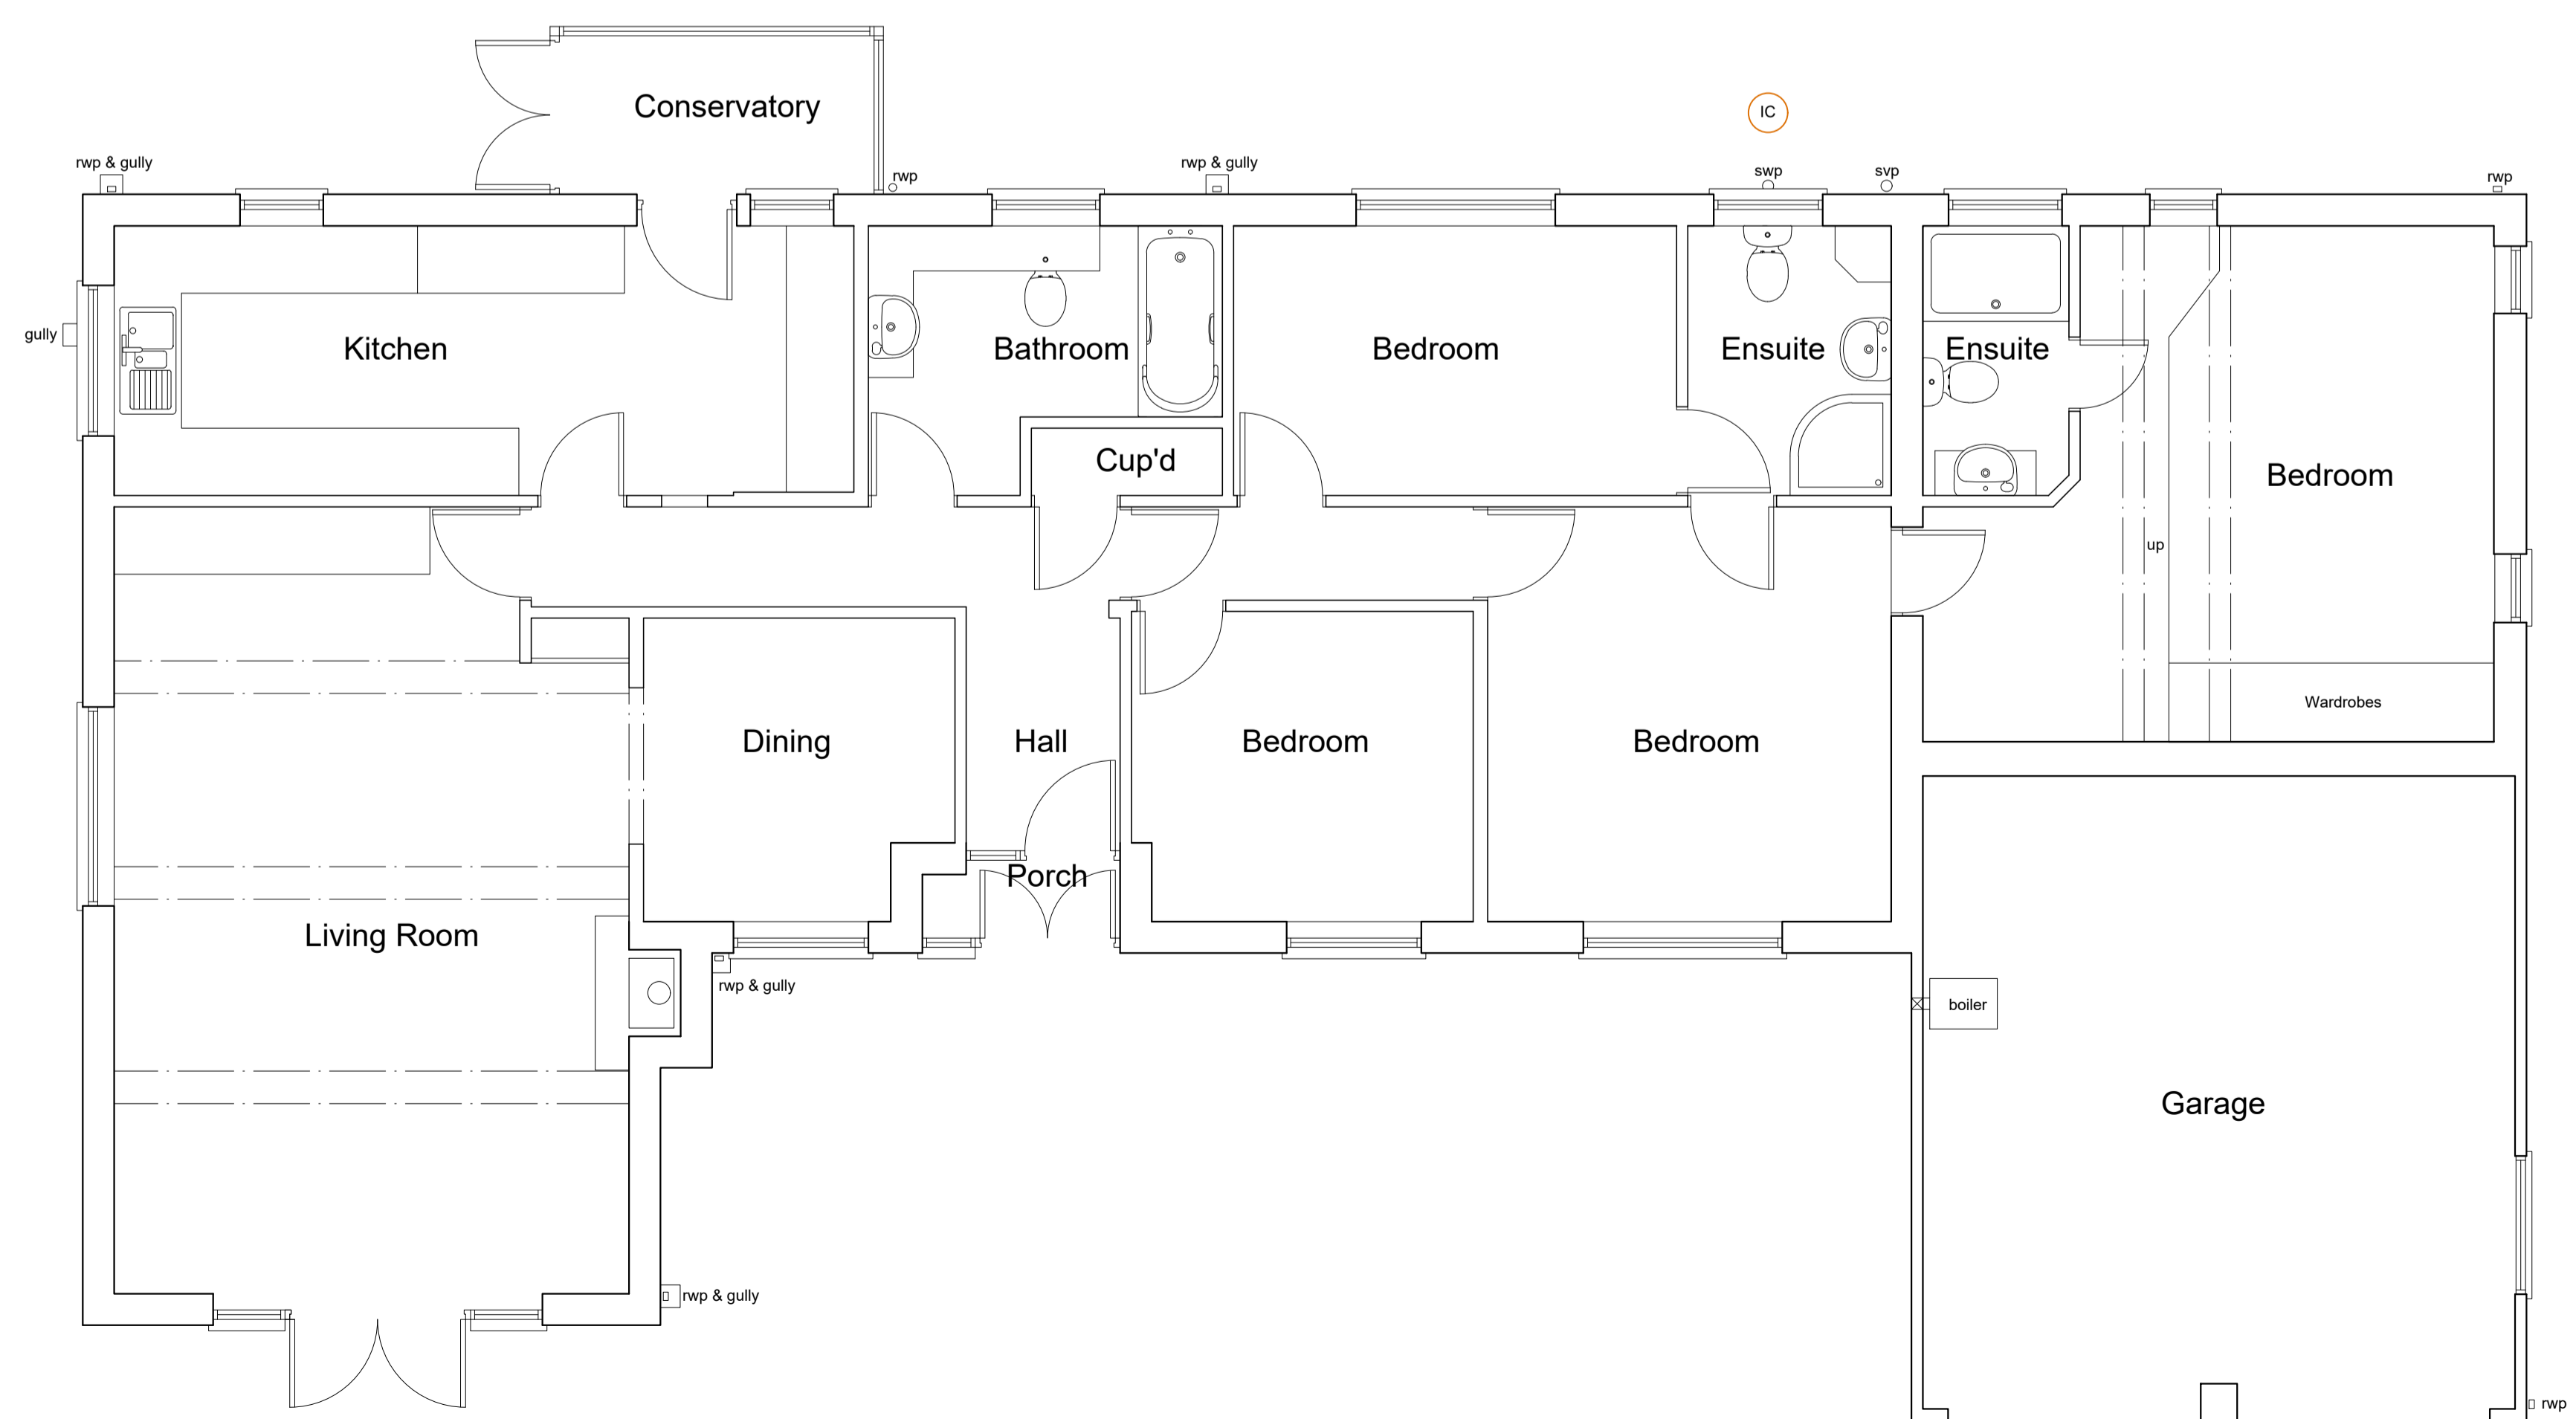 Conservatory
IC
rwp & gully
rwp
rwp & gully
swp
svp
rwp
gully
Kitchen
Bathroom
Bedroom
Ensuite
Ensuite
Cup'd
Bedroom
up
Wardrobes
Dining
Hall
Bedroom
Bedroom
Porch
Living Room
rwp & gully
boiler
Garage
rwp & gully
rwp